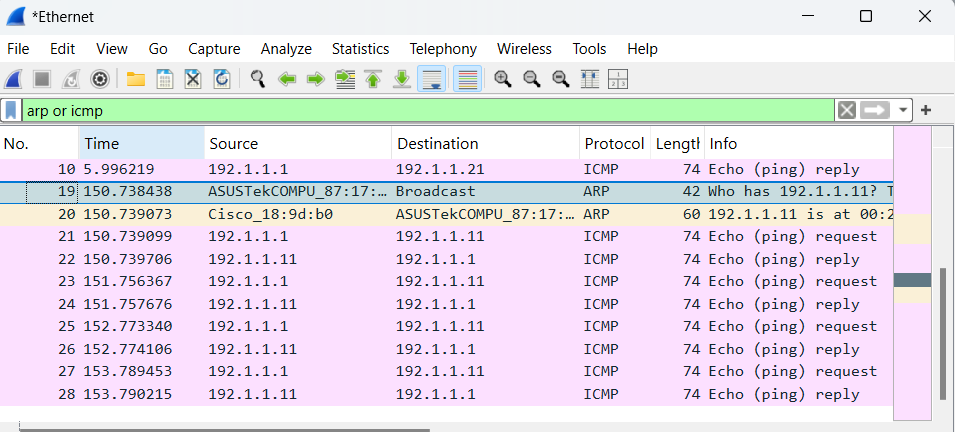 *Ethernet
File Edit View Go Capture Analyze Statistics Telephony Wireless Tools Help
arp or icmp
No. Time Source Destination Protocol Length Info
10 5.996219 192.1.1.1 192.1.1.21 ICMP 74 Echo (ping) reply
19 150.738438 ASUSTekCOMPU_87:17:… Broadcast ARP 42 Who has 192.1.1.11? T
20 150.739073 Cisco_18:9d:b0 ASUSTekCOMPU_87:17:… ARP 60 192.1.1.11 is at 00:2
21 150.739099 192.1.1.1 192.1.1.11 ICMP 74 Echo (ping) request
22 150.739706 192.1.1.11 192.1.1.1 ICMP 74 Echo (ping) reply
23 151.756367 192.1.1.1 192.1.1.11 ICMP 74 Echo (ping) request
24 151.757676 192.1.1.11 192.1.1.1 ICMP 74 Echo (ping) reply
25 152.773340 192.1.1.1 192.1.1.11 ICMP 74 Echo (ping) request
26 152.774106 192.1.1.11 192.1.1.1 ICMP 74 Echo (ping) reply
27 153.789453 192.1.1.1 192.1.1.11 ICMP 74 Echo (ping) request
28 153.790215 192.1.1.11 192.1.1.1 ICMP 74 Echo (ping) reply